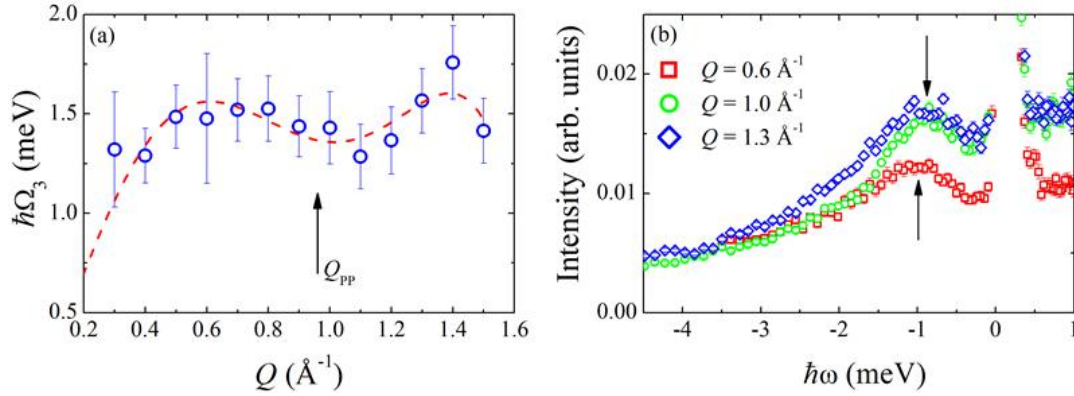 (a)
2.0
1.5
1.0
0.5
ħΩ₃ (meV)
Q_PP
0.2 0.4 0.6 0.8 1.0 1.2 1.4 1.6
Q (Å⁻¹)
(b)
Q = 0.6 Å⁻¹
Q = 1.0 Å⁻¹
Q = 1.3 Å⁻¹
0.02
0.01
0.00
Intensity (arb. units)
-4 -3 -2 -1 0 1
ħω (meV)